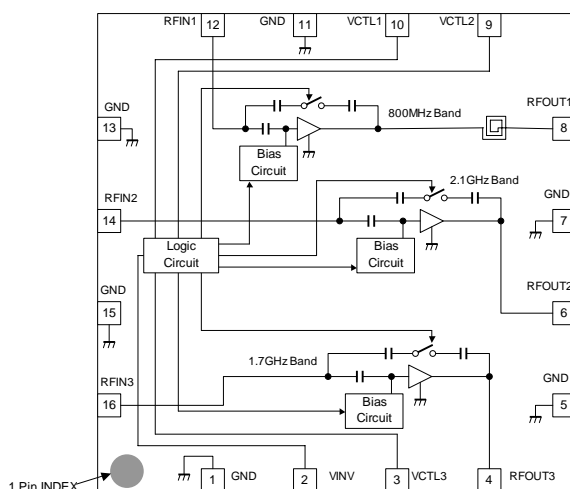 RFIN1 GND VCTL1 VCTL2
12 11 10 9
GND RFOUT1
800MHz Band
13 8
Bias
Circuit
RFIN2 2.1GHz Band GND
14 7
Logic
Circuit
Bias
Circuit
GND RFOUT2
15 6
1.7GHz Band
RFIN3 GND
16 5
Bias
Circuit
1 GND 2 VINV 3 VCTL3 4 RFOUT3
1 Pin INDEX